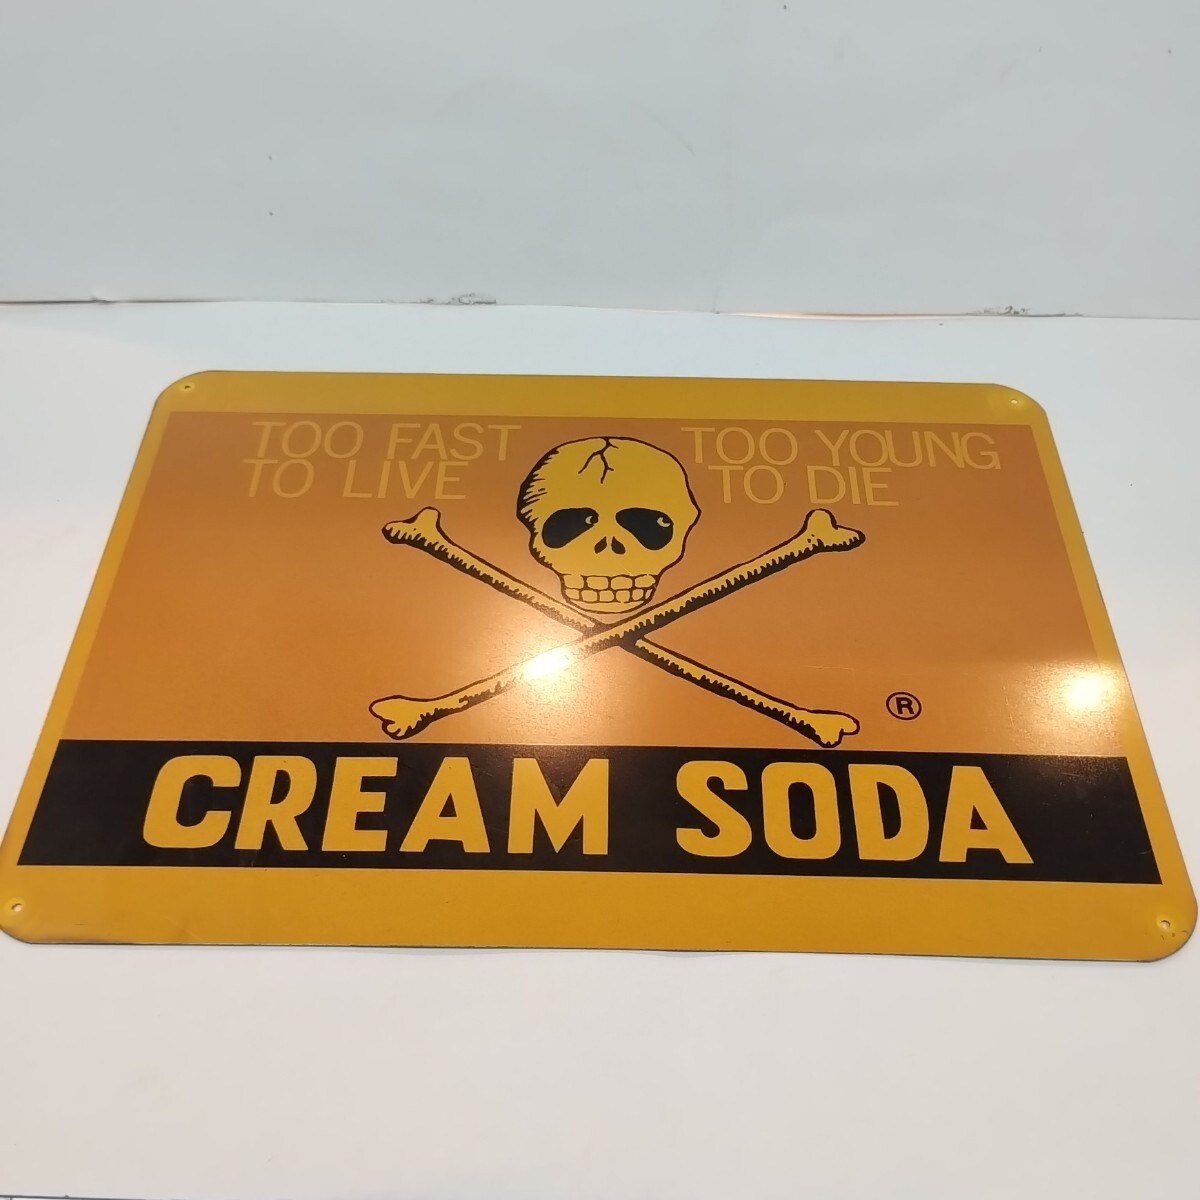 TOO FAST
TO LIVE
TOO YOUNG
TO DIE
®
CREAM SODA